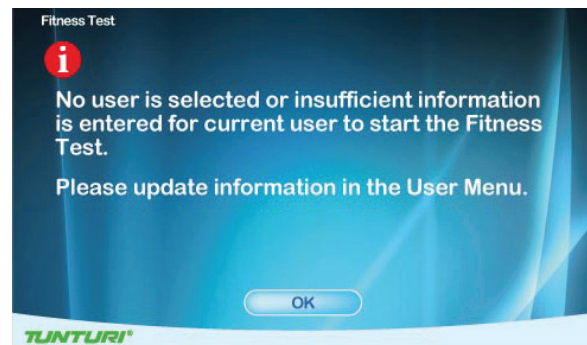 Fitness Test
i
No user is selected or insufficient information
is entered for current user to start the Fitness
Test.
Please update information in the User Menu.
OK
TUNTURI®